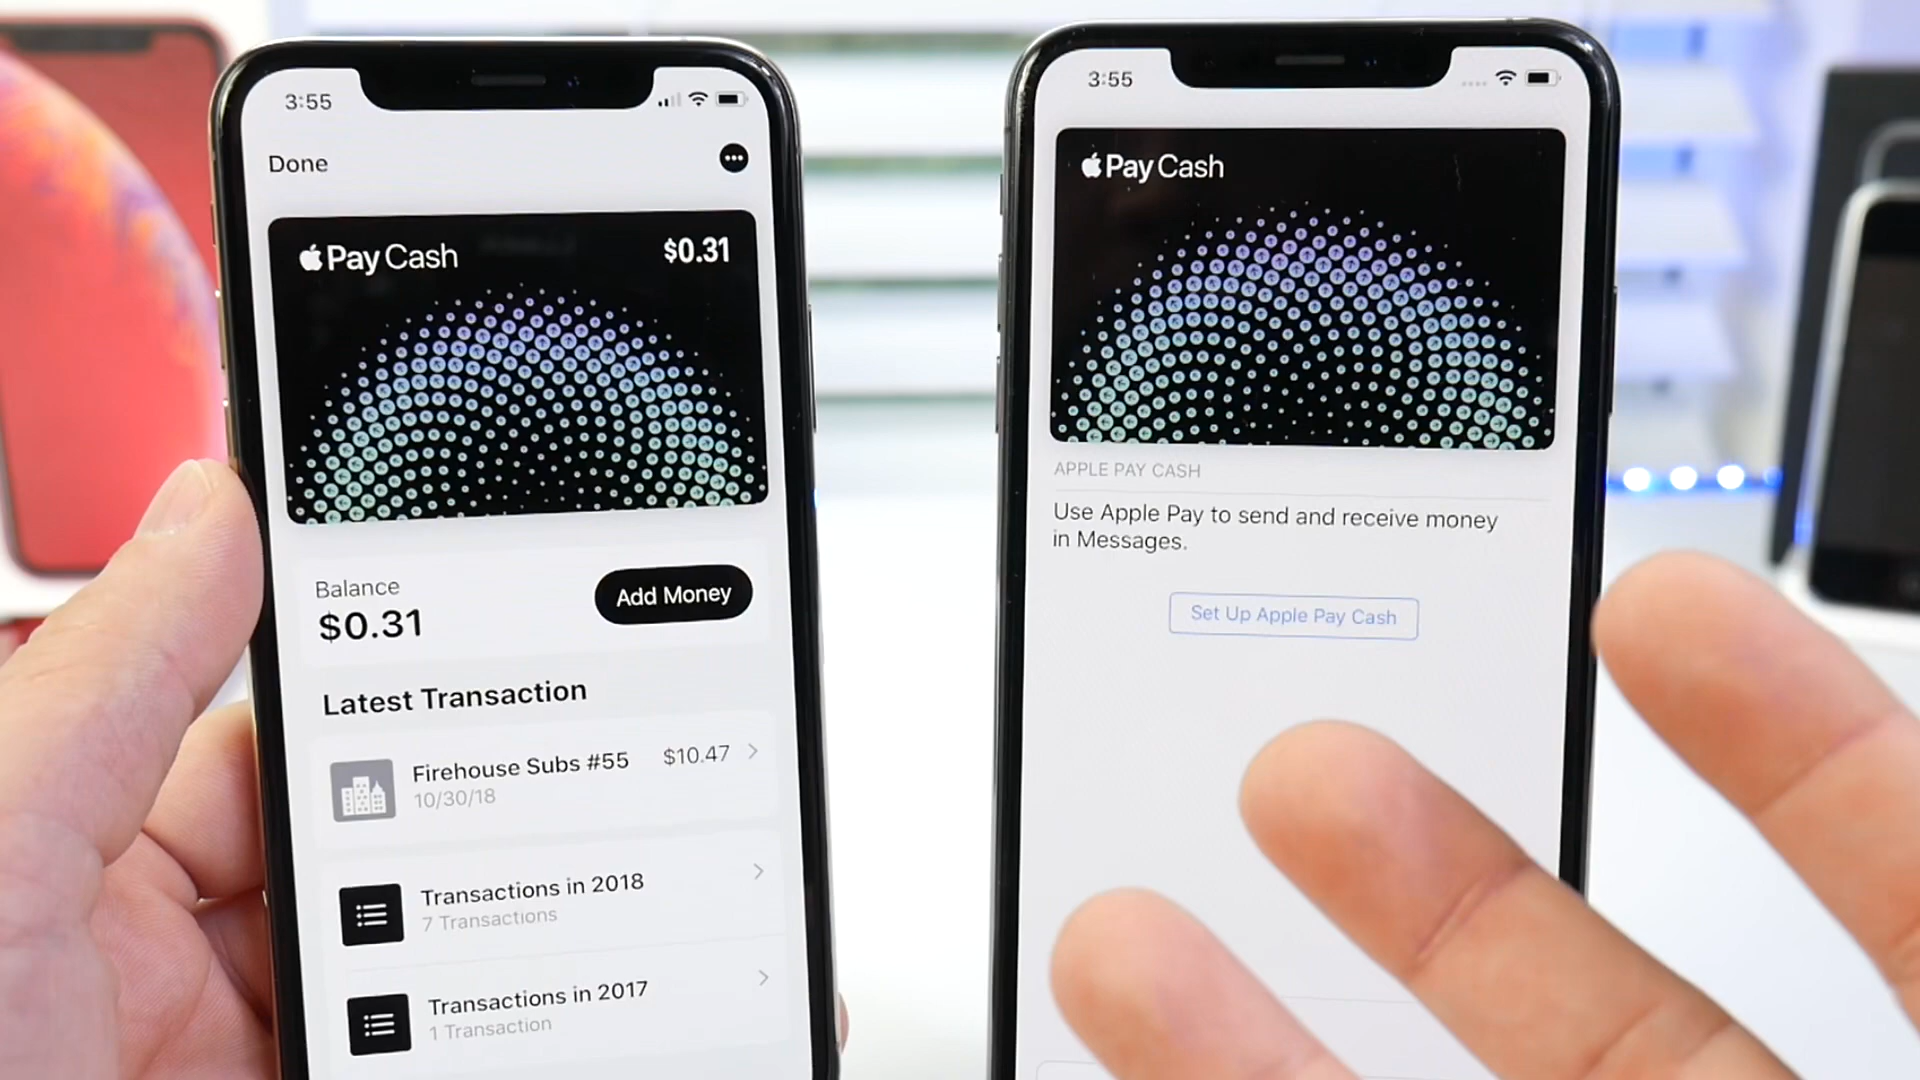 3:55
Done
Pay Cash
$0.31
Balance
$0.31
Add Money
Latest Transaction
Firehouse Subs #55
$10.47
10/30/18
Transactions in 2018
7 Transactions
Transactions in 2017
1 Transaction
3:55
Pay Cash
APPLE PAY CASH
Use Apple Pay to send and receive money
in Messages.
Set Up Apple Pay Cash